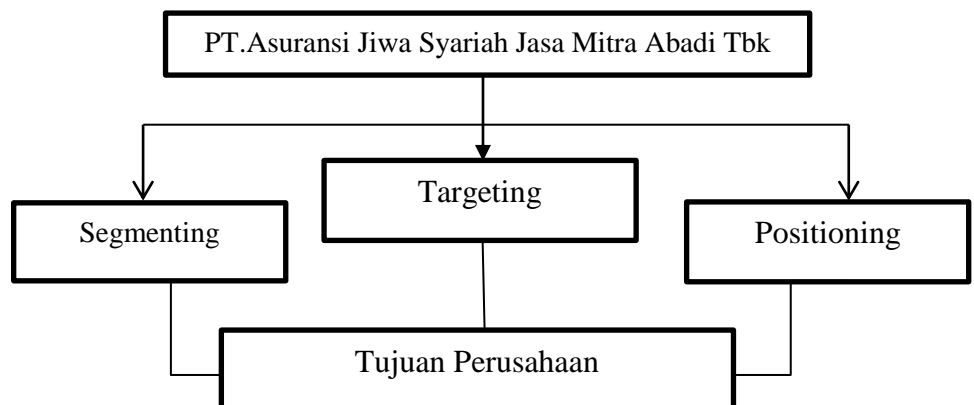 PT.Asuransi Jiwa Syariah Jasa Mitra Abadi Tbk
Targeting
Segmenting
Positioning
Tujuan Perusahaan